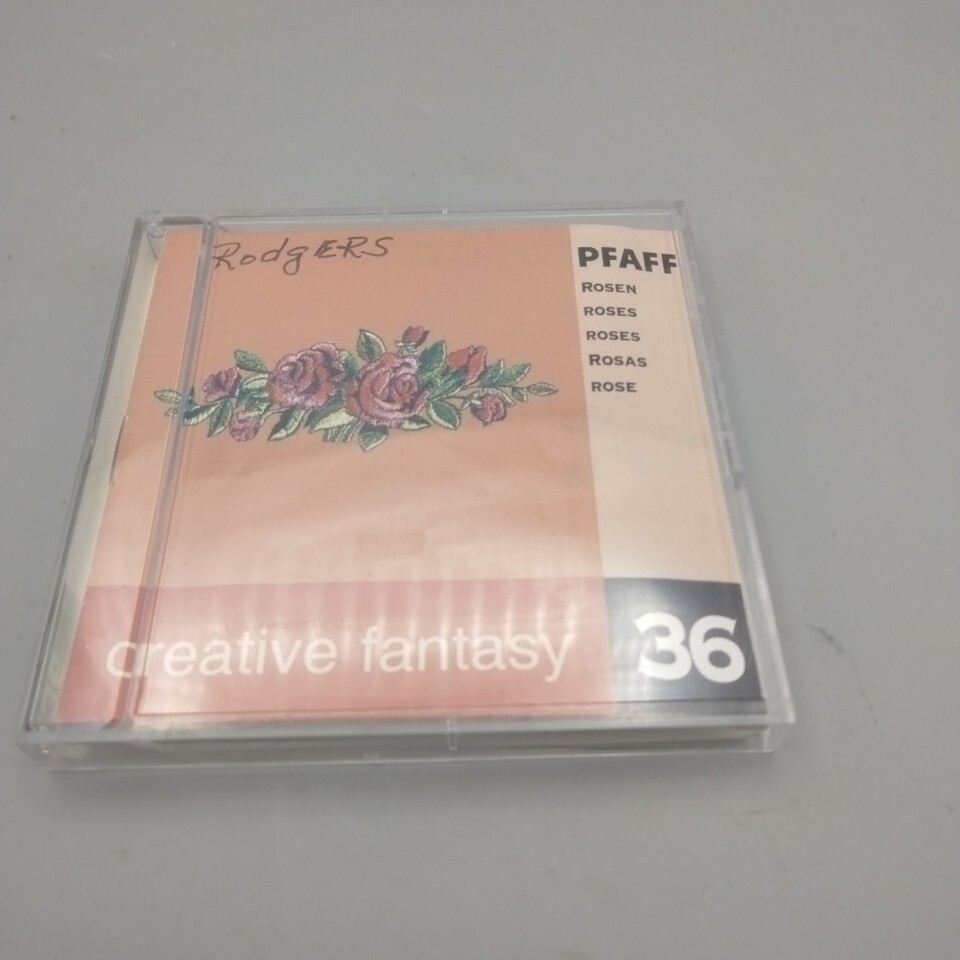 RodgERS
PFAFF
ROSEN
ROSES
ROSES
ROSAS
ROSE
creative fantasy
36